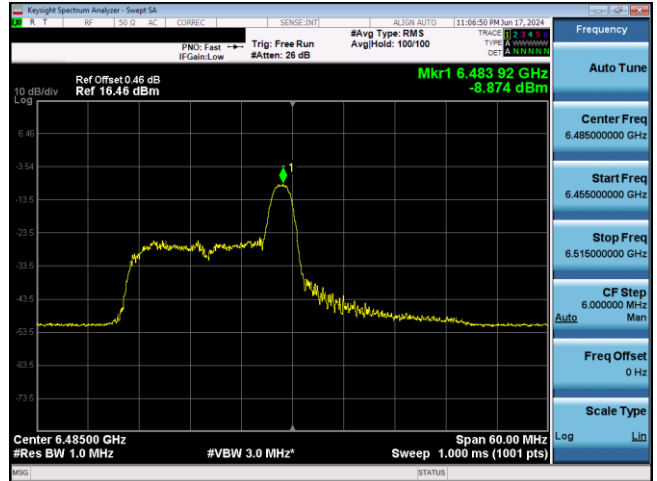 Keysight Spectrum Analyzer - Swept SA
R T RF 50 Ω AC CORREC SENSE:INT ALIGN AUTO 11:06:50 PM Jun 17, 2024
PNO: Fast
IFGain:Low
Trig: Free Run
#Atten: 26 dB
#Avg Type: RMS
Avg|Hold: 100/100
TRACE 1 2 3 4 5 6
TYPE A WWWWW
DET A N N N N N
Mkr1 6.483 92 GHz
-8.874 dBm
Ref Offset 0.46 dB
10 dB/div Ref 16.46 dBm
Log
6.46
-3.54
-13.5
-23.5
-33.5
-43.5
-53.5
-63.5
-73.5
1
Center 6.48500 GHz
Span 60.00 MHz
#Res BW 1.0 MHz
#VBW 3.0 MHz*
Sweep 1.000 ms (1001 pts)
MSG STATUS
Frequency
Auto Tune
Center Freq
6.485000000 GHz
Start Freq
6.455000000 GHz
Stop Freq
6.515000000 GHz
CF Step
6.000000 MHz
Auto Man
Freq Offset
0 Hz
Scale Type
Log Lin